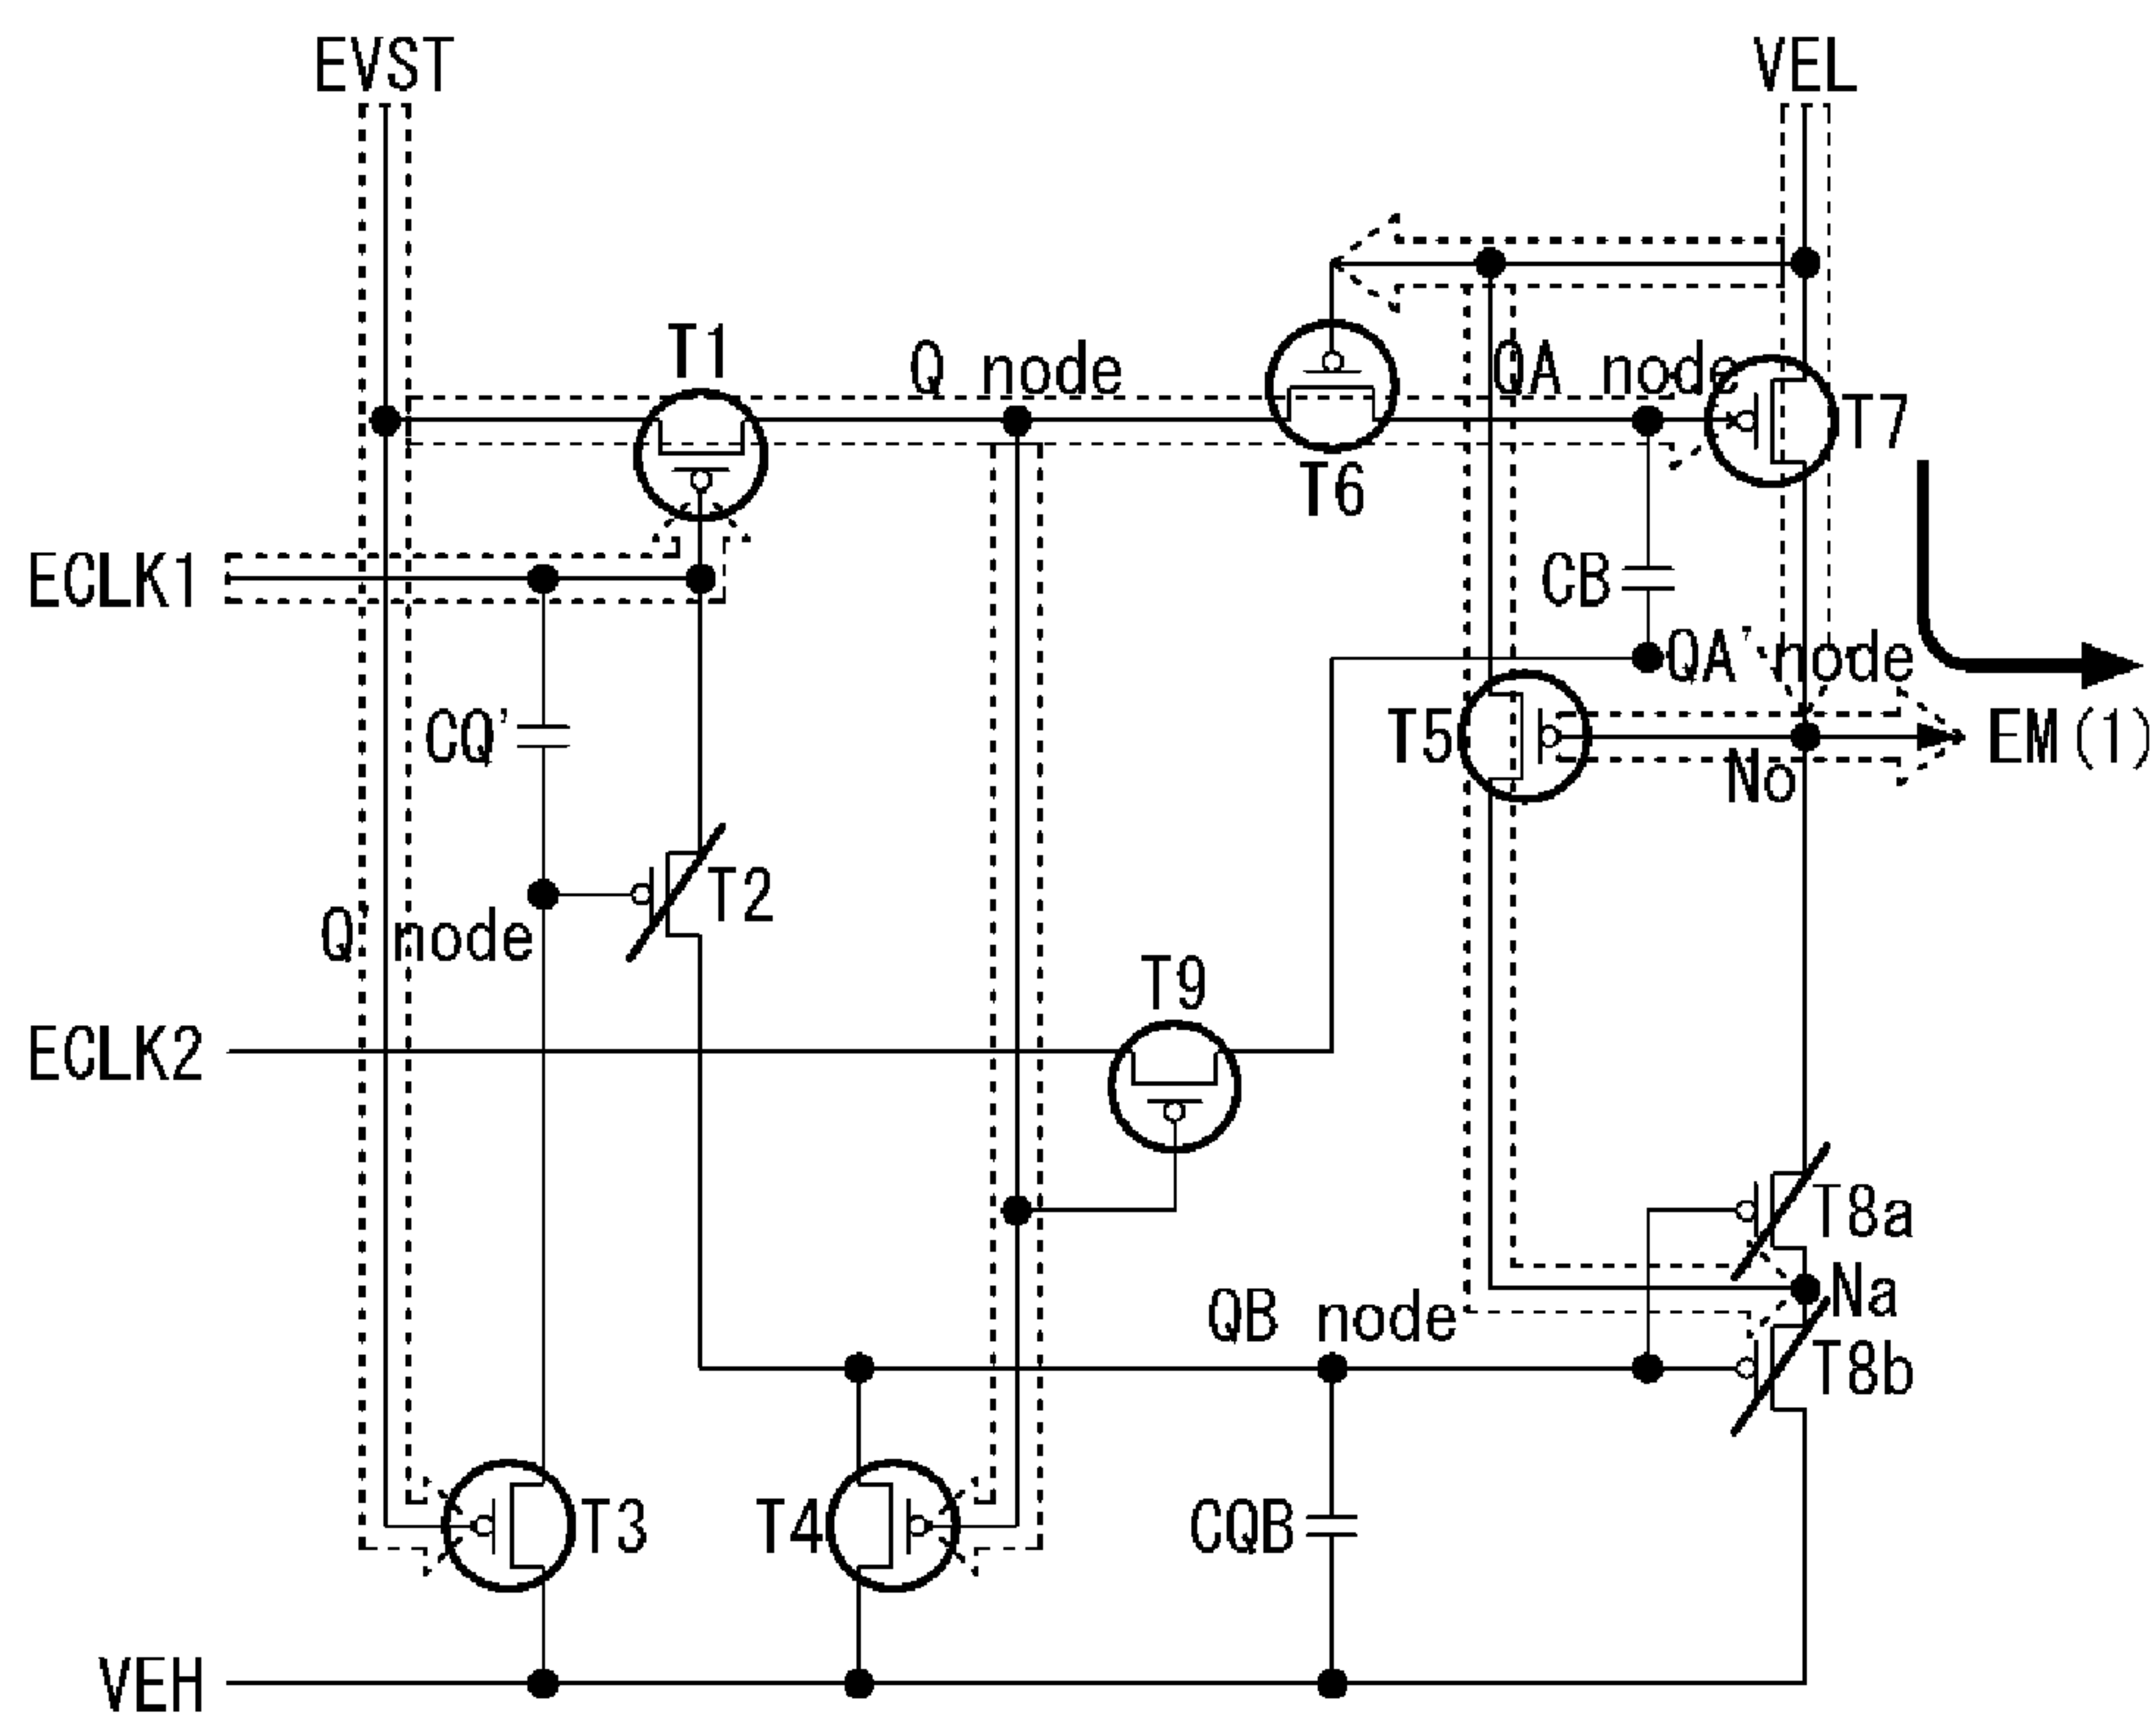 EVST
VEL
T1
Q node
QA node
T7
T6
ECLK1
CB
QA' node
CQ'
T5
No
EM(1)
T2
Q' node
T9
ECLK2
T8a
Na
QB node
T8b
T3
T4
CQB
VEH